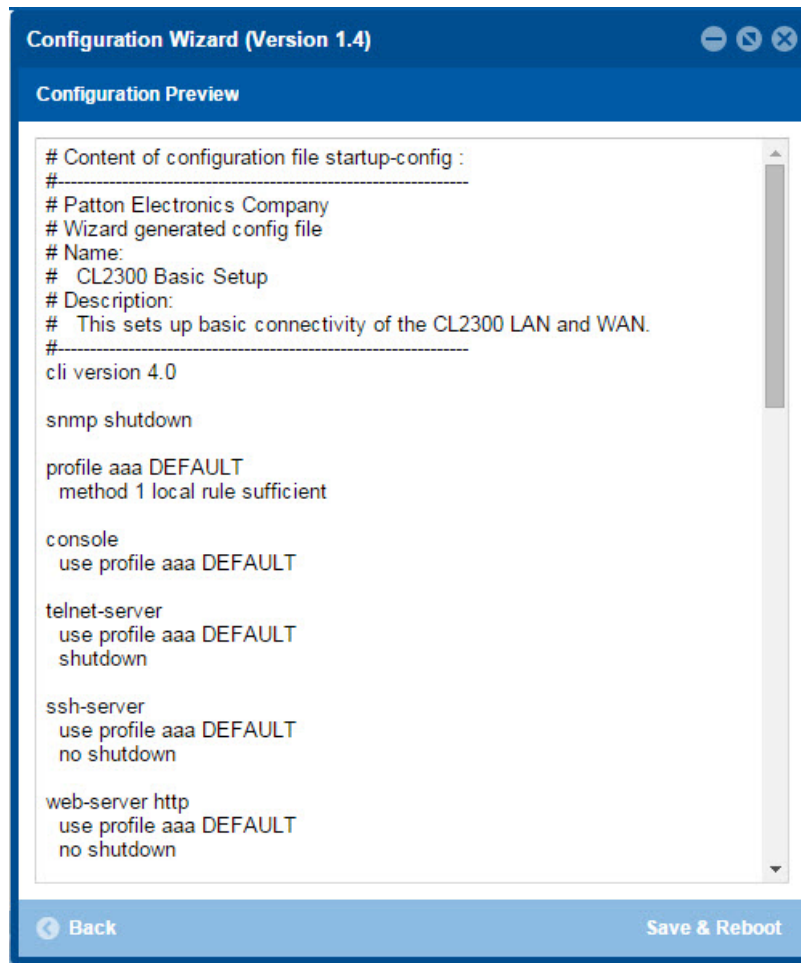 Configuration Wizard (Version 1.4)
Configuration Preview
# Content of configuration file startup-config :
#----------------------------------------------------------------
# Patton Electronics Company
# Wizard generated config file
# Name:
#   CL2300 Basic Setup
# Description:
#   This sets up basic connectivity of the CL2300 LAN and WAN.
#----------------------------------------------------------------
cli version 4.0
snmp shutdown
profile aaa DEFAULT
  method 1 local rule sufficient
console
  use profile aaa DEFAULT
telnet-server
  use profile aaa DEFAULT
  shutdown
ssh-server
  use profile aaa DEFAULT
  no shutdown
web-server http
  use profile aaa DEFAULT
  no shutdown
Back
Save & Reboot